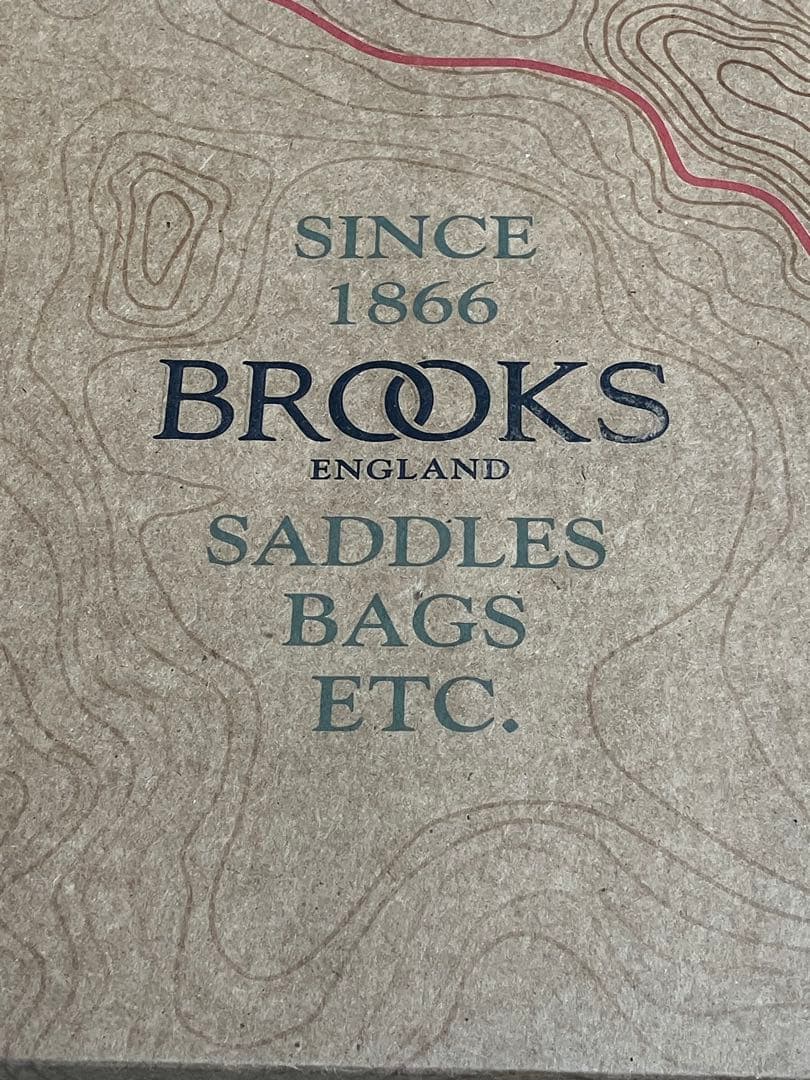 SINCE
1866
BROOKS
ENGLAND
SADDLES
BAGS
ETC.